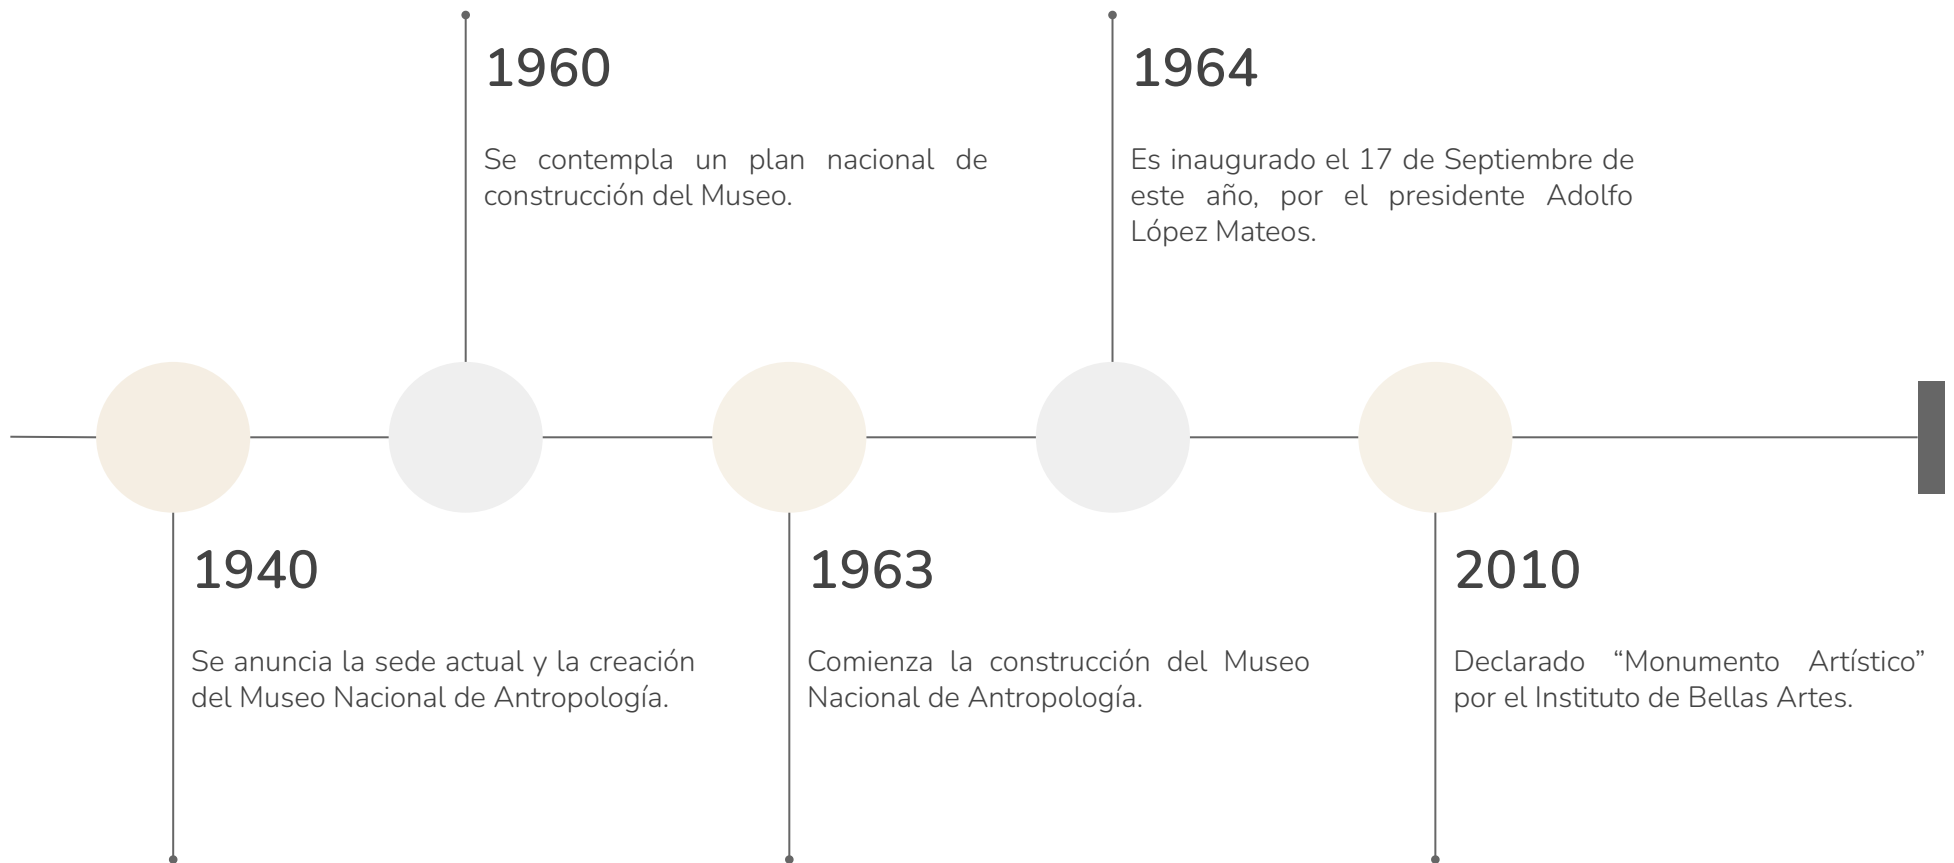 1960
Se contempla un plan nacional de
construcción del Museo.
1964
Es inaugurado el 17 de Septiembre de
este año, por el presidente Adolfo
López Mateos.
1940
Se anuncia la sede actual y la creación
del Museo Nacional de Antropología.
1963
Comienza la construcción del Museo
Nacional de Antropología.
2010
Declarado “Monumento Artístico”
por el Instituto de Bellas Artes.